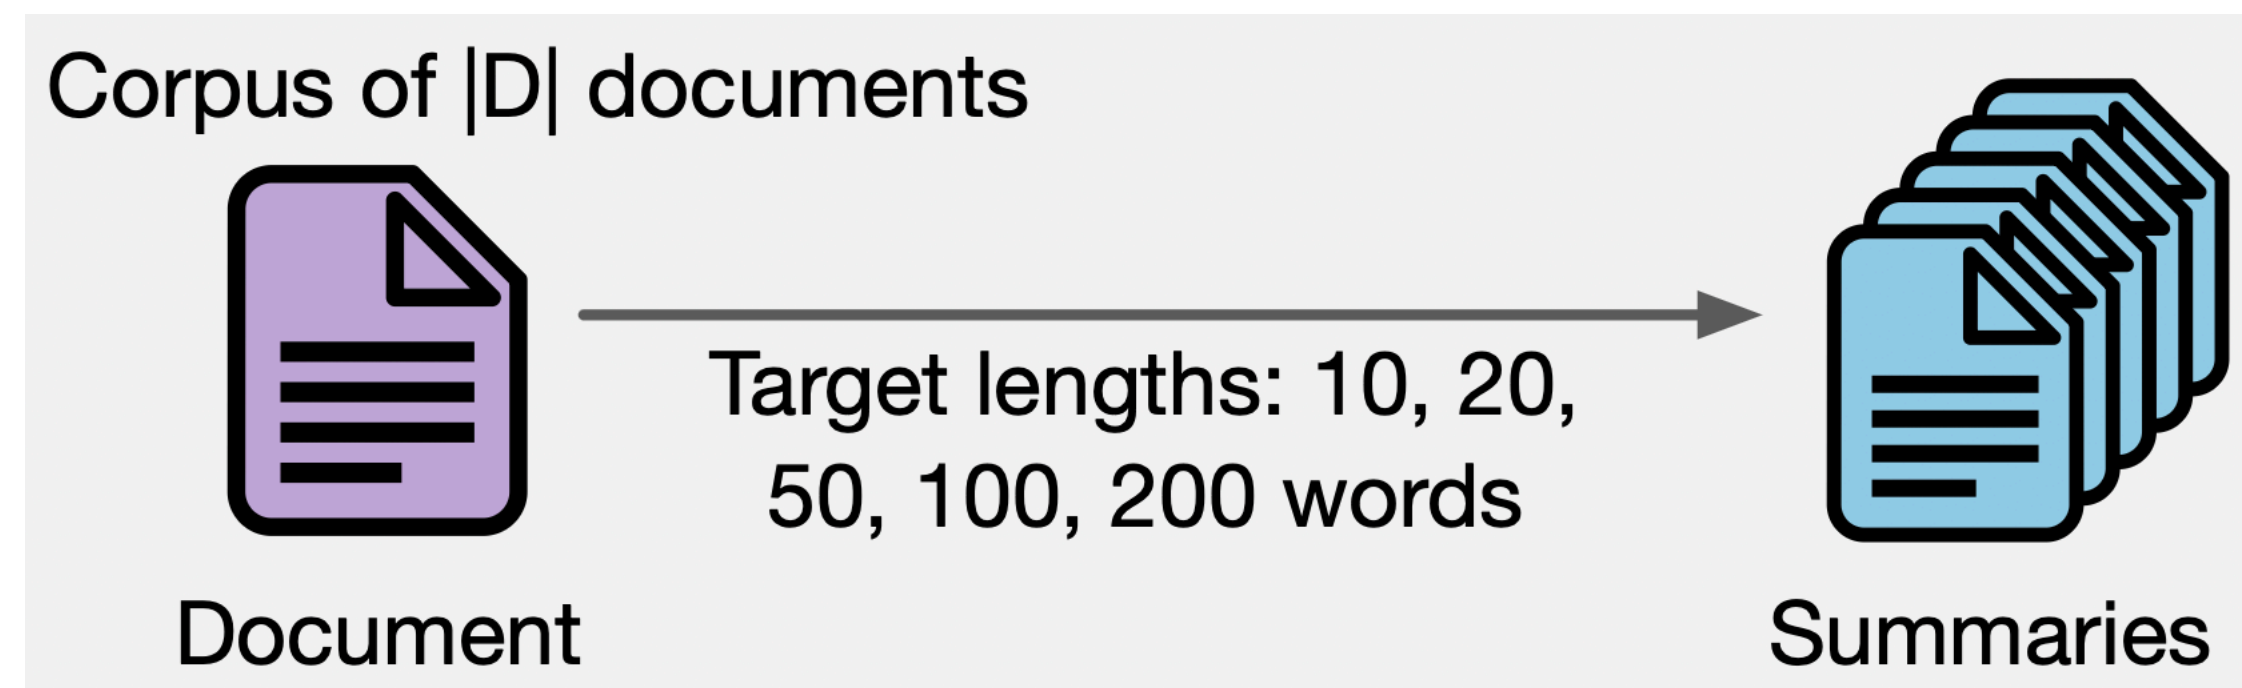 Corpus of |D| documents
Target lengths: 10, 20,
50, 100, 200 words
Document
Summaries